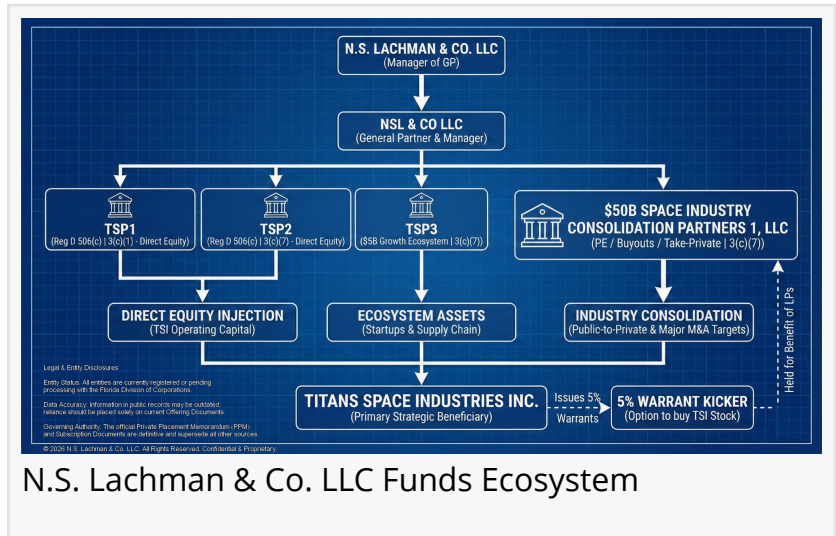 N.S. LACHMAN & CO. LLC
(Manager of GP)
NSL & CO LLC
(General Partner & Manager)
TSP1
(Reg D 506(c) | 3(c)(1) - Direct Equity)
TSP2
(Reg D 506(c) | 3(c)(7) - Direct Equity)
TSP3
($5B Growth Ecosystem | 3(c)(7))
$50B SPACE INDUSTRY
CONSOLIDATION PARTNERS 1, LLC
(PE / Buyouts / Take-Private | 3(c)(7))
DIRECT EQUITY INJECTION
(TSI Operating Capital)
ECOSYSTEM ASSETS
(Startups & Supply Chain)
INDUSTRY CONSOLIDATION
(Public-to-Private & Major M&A Targets)
Held for Benefit of LPs
Legal & Entity Disclosures
Entity Status: All entities are currently registered or pending
processing with the Florida Division of Corporations.
Data Accuracy: Information in public records may be outdated;
reliance should be placed solely on current Offering Documents.
Governing Authority: The official Private Placement Memorandum (PPM)
and Subscription Documents are definitive and supersede all other sources.
© 2026 N.S. Lachman & Co. LLC. All Rights Reserved. Confidential & Proprietary.
TITANS SPACE INDUSTRIES INC.
(Primary Strategic Beneficiary)
Issues 5%
Warrants
5% WARRANT KICKER
(Option to buy TSI Stock)
N.S. Lachman & Co. LLC Funds Ecosystem